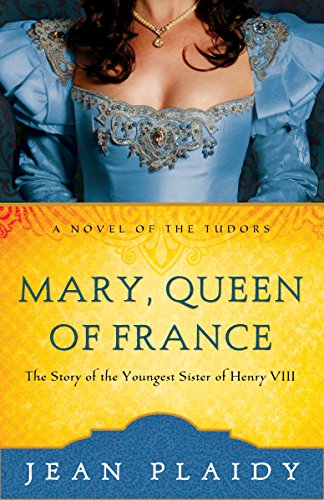 A NOVEL OF THE TUDORS
MARY, QUEEN
OF FRANCE
The Story of the Youngest Sister of Henry VIII
JEAN PLAIDY